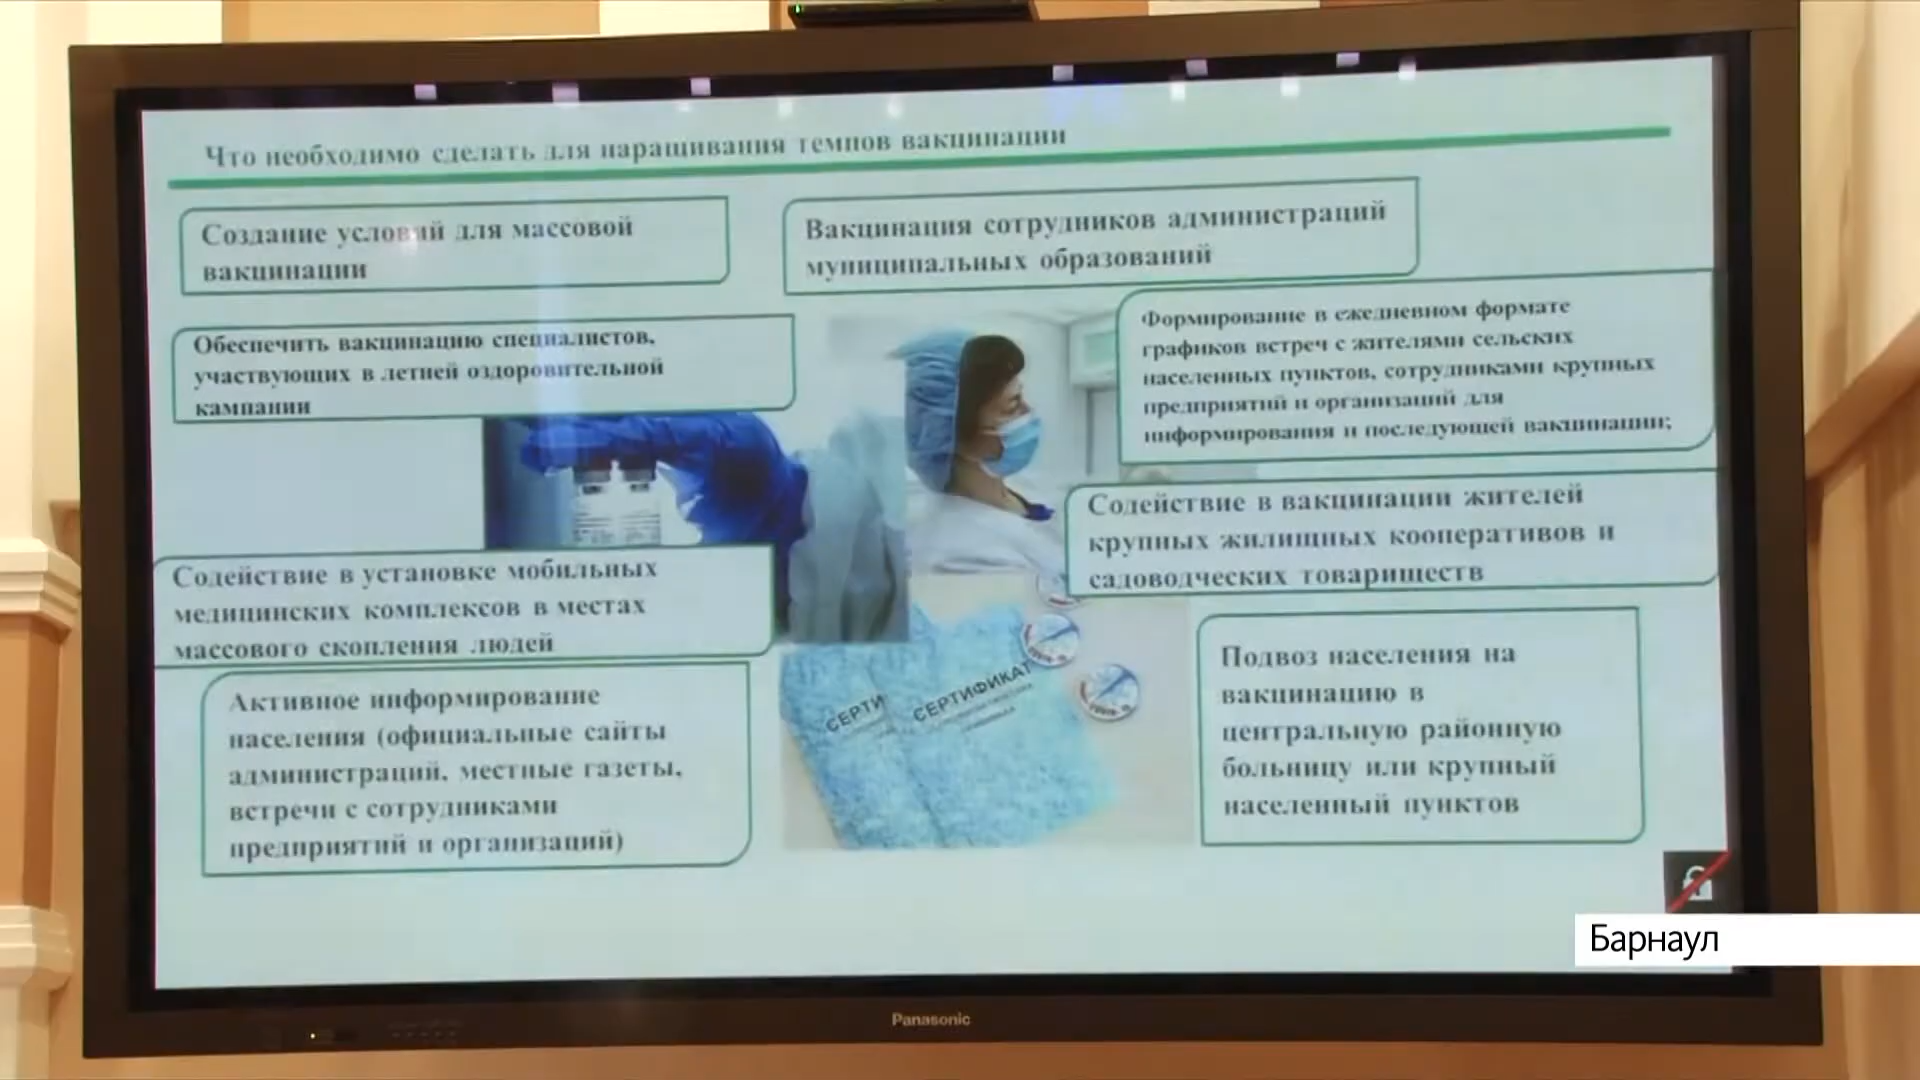 Что необходимо сделать для наращивания темпов вакцинации
Создание условий для массовой
вакцинации
Вакцинация сотрудников администраций
муниципальных образований
Обеспечить вакцинацию специалистов,
участвующих в летней оздоровительной
кампании
Формирование в ежедневном формате
графиков встреч с жителями сельских
населенных пунктов, сотрудниками крупных
предприятий и организаций для
информирования и последующей вакцинации;
Содействие в вакцинации жителей
крупных жилищных кооперативов и
садоводческих товариществ
Содействие в установке мобильных
медицинских комплексов в местах
массового скопления людей
Активное информирование
населения (официальные сайты
администраций, местные газеты,
встречи с сотрудниками
предприятий и организаций)
СЕРТИ
СЕРТИФИКАТ
Подвоз населения на
вакцинацию в
центральную районную
больницу или крупный
населенный пунктов
Барнаул
Panasonic